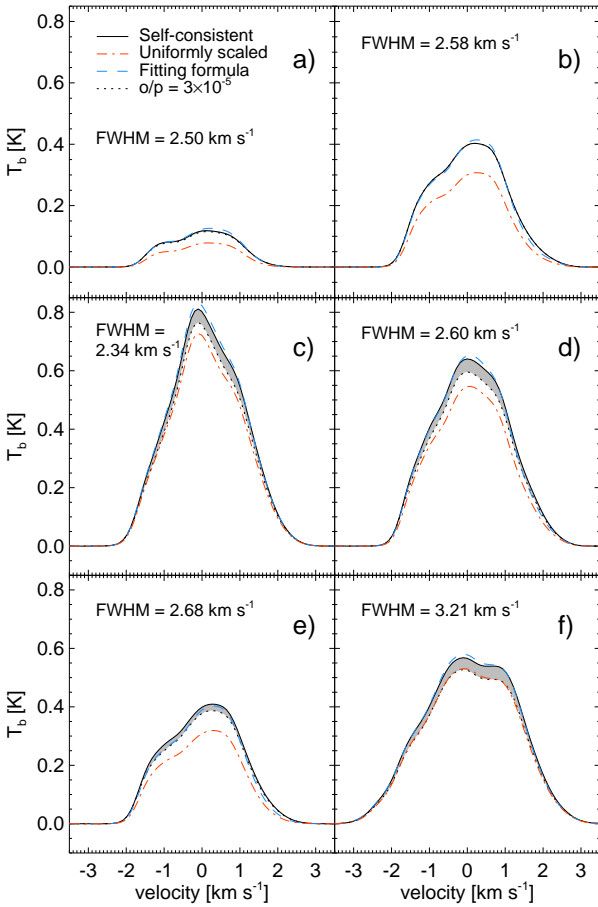 Self-consistent
Uniformly scaled
Fitting formula
o/p = 3×10⁻⁵
a)
FWHM = 2.50 km s⁻¹
FWHM = 2.58 km s⁻¹
b)
T_b [K]
0.8
0.6
0.4
0.2
0.0
FWHM =
2.34 km s⁻¹
c)
FWHM = 2.60 km s⁻¹
d)
T_b [K]
0.8
0.6
0.4
0.2
0.0
FWHM = 2.68 km s⁻¹
e)
FWHM = 3.21 km s⁻¹
f)
T_b [K]
0.8
0.6
0.4
0.2
0.0
-3 -2 -1 0 1 2 3
-3 -2 -1 0 1 2 3
velocity [km s⁻¹]
velocity [km s⁻¹]